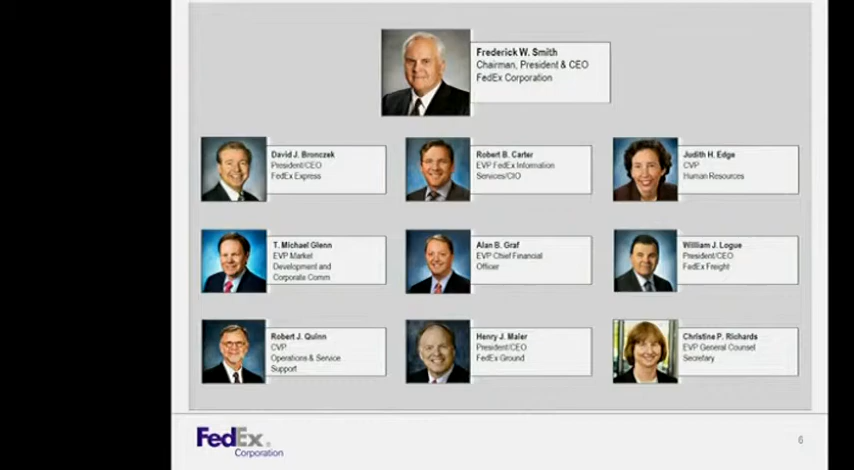 Frederick W. Smith
Chairman, President & CEO
FedEx Corporation
David J. Bronczek
President/CEO
FedEx Express
Robert B. Carter
EVP FedEx Information
Services/CIO
Judith H. Edge
CVP
Human Resources
T. Michael Glenn
EVP Market
Development and
Corporate Comm
Alan B. Graf
EVP Chief Financial
Officer
William J. Logue
President/CEO
FedEx Freight
Robert J. Quinn
CVP
Operations & Service
Support
Henry J. Maier
President/CEO
FedEx Ground
Christine P. Richards
EVP General Counsel
Secretary
FedEx®
Corporation
6